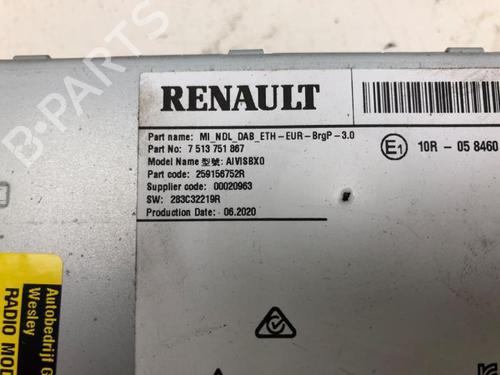 RENAULT
Part name: MI_NDL_DAB_ETH-EUR-BrgP-3.0
Part No: 7 513 751 867
Model Name 型號: AIVISBX0
Part code: 259156752R
Supplier code: 00020963
SW: 283C32219R
Production Date: 06.2020
E1 10R - 05 8460
Autobedrijf G
Wesley
RADIO MOD
B-PARTS